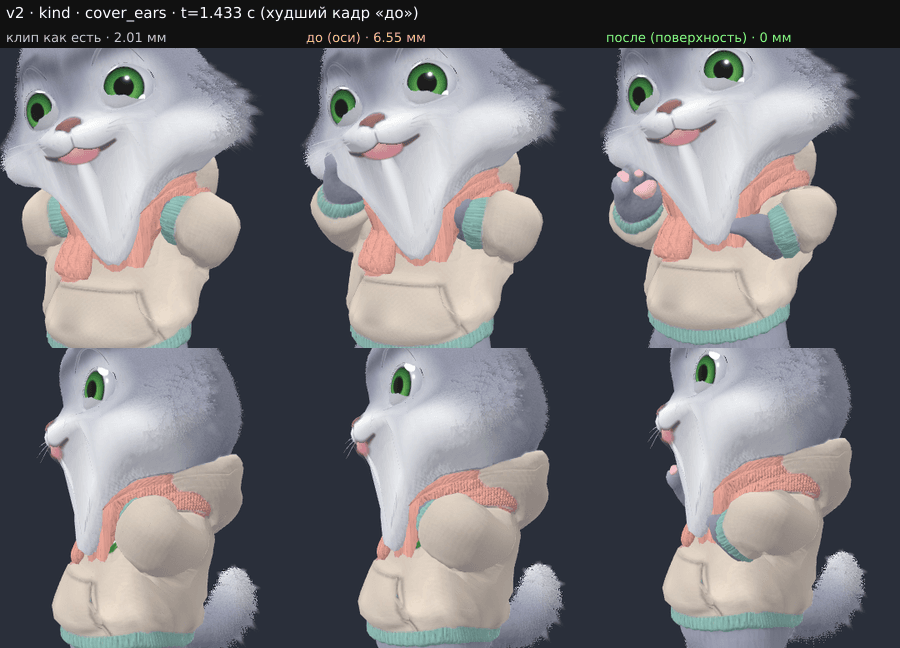 v2 · kind · cover_ears · t=1.433 с (худший кадр «до»)
клип как есть · 2.01 мм
до (оси) · 6.55 мм
после (поверхность) · 0 мм